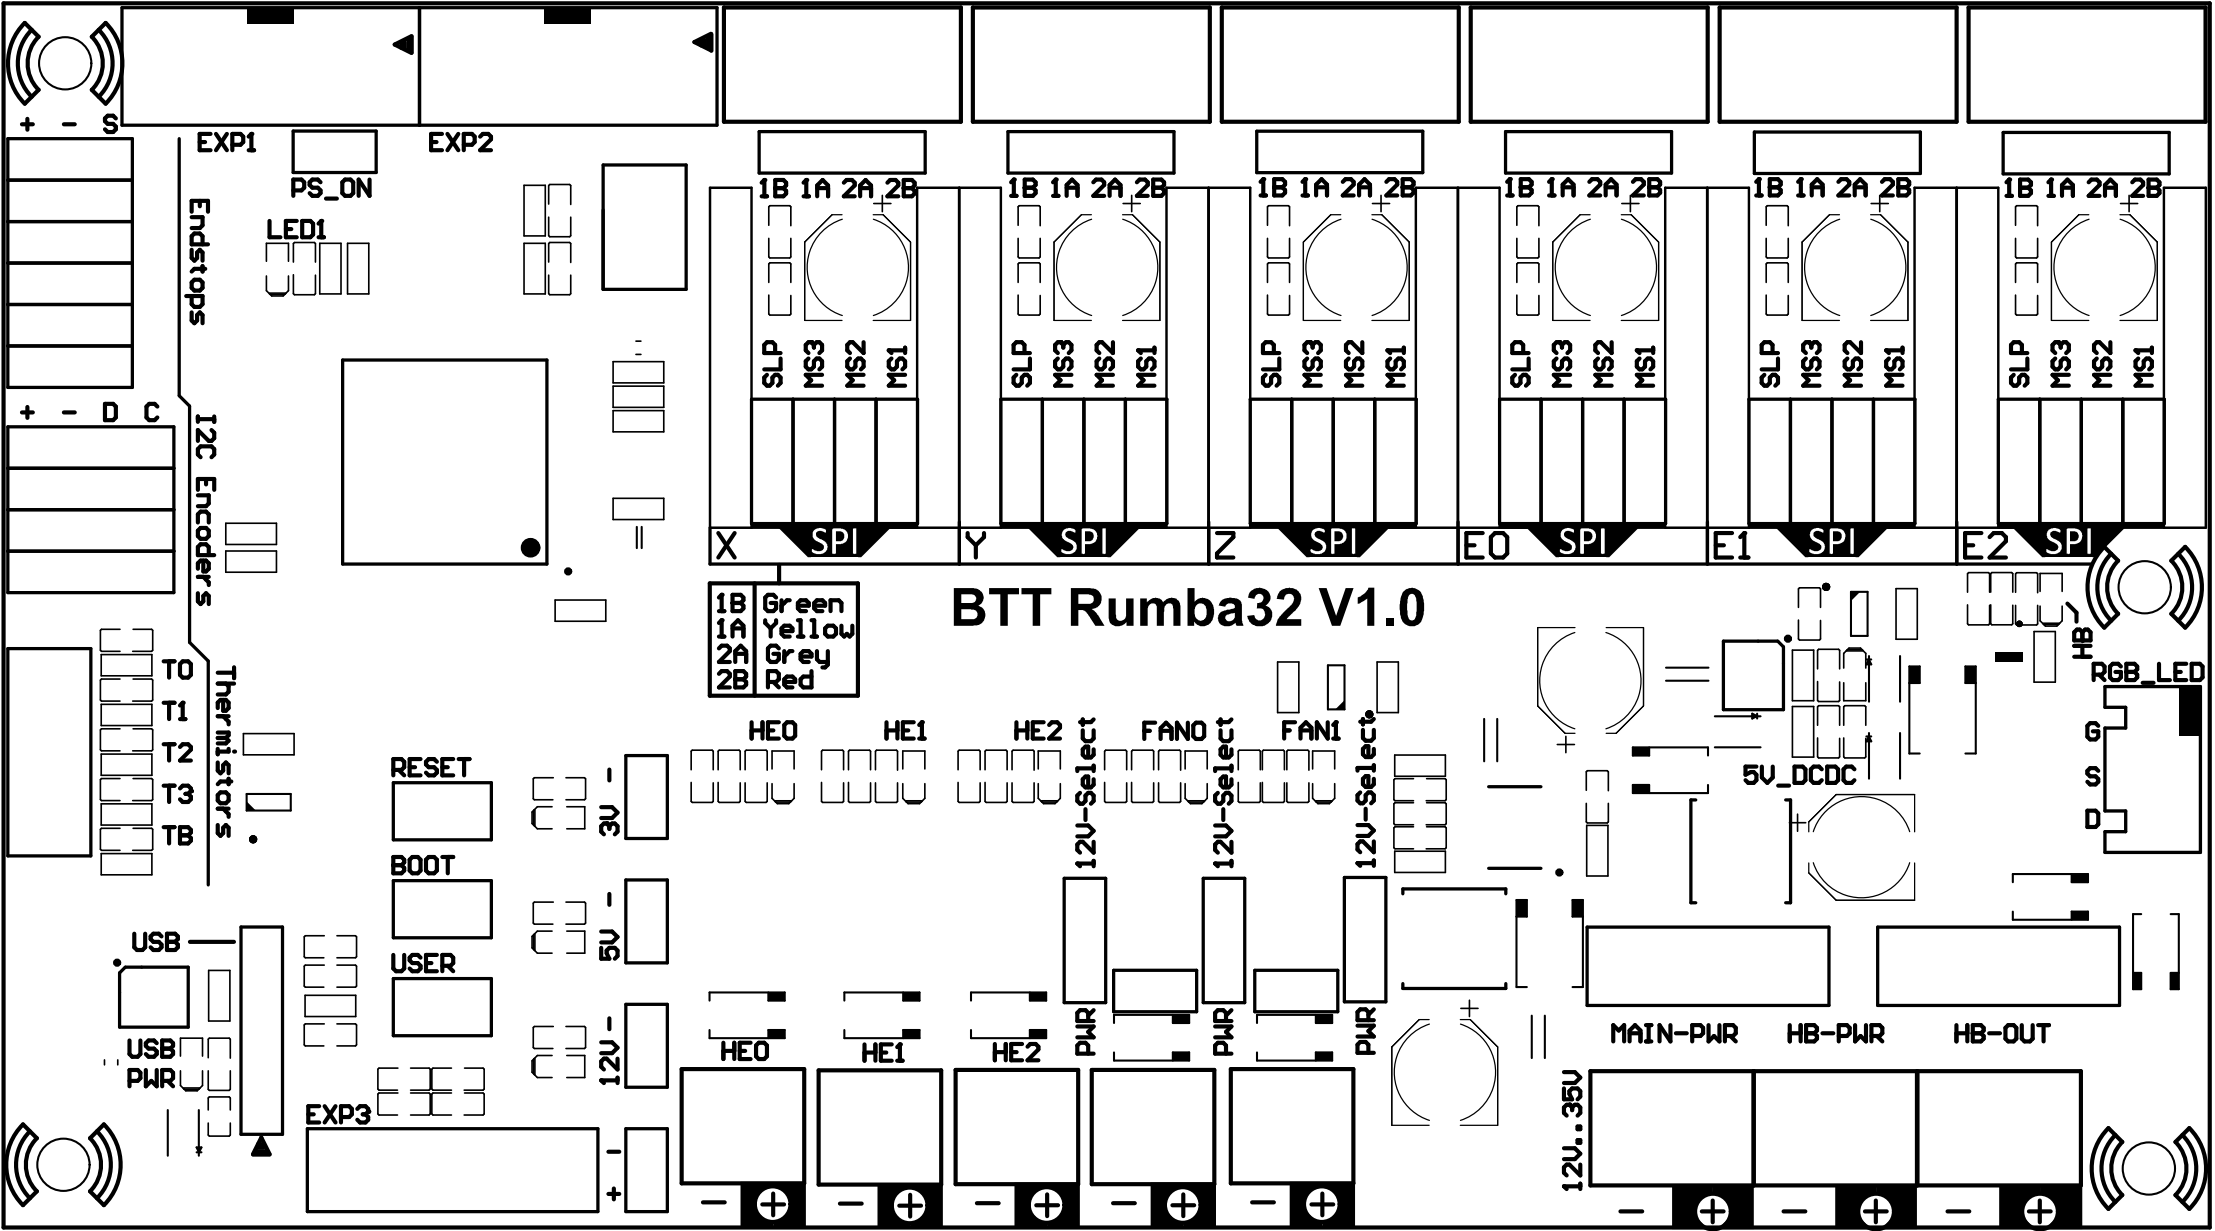 + - S
EXP1
EXP2
PS_ON
LED1
Endstops
1B 1A 2A 2B
1B 1A 2A 2B
1B 1A 2A 2B
1B 1A 2A 2B
1B 1A 2A 2B
1B 1A 2A 2B
+
+
+
+
+
+
SLP MS3 MS2 MS1
SLP MS3 MS2 MS1
SLP MS3 MS2 MS1
SLP MS3 MS2 MS1
SLP MS3 MS2 MS1
SLP MS3 MS2 MS1
+ - D C
I2C Encoders
X SPI
Y SPI
Z SPI
E0 SPI
E1 SPI
E2 SPI
1B Green
1A Yellow
2A Grey
2B Red
BTT Rumba32 V1.0
HB
RGB_LED
G
S
D
T0
T1
T2
T3
TB
Thermistors
HE0
HE1
HE2
12V-Select
FAN0
12V-Select
FAN1
12V-Select
+
5V_DCDC
+
RESET
BOOT
USER
3V -
5V -
12V -
USB
USB
PWR
EXP3
- +
HE0
HE1
HE2
PWR
PWR
PWR
+
MAIN-PWR
HB-PWR
HB-OUT
12V..35V
- +
- +
- +
- +
- +
- +
- +
- +